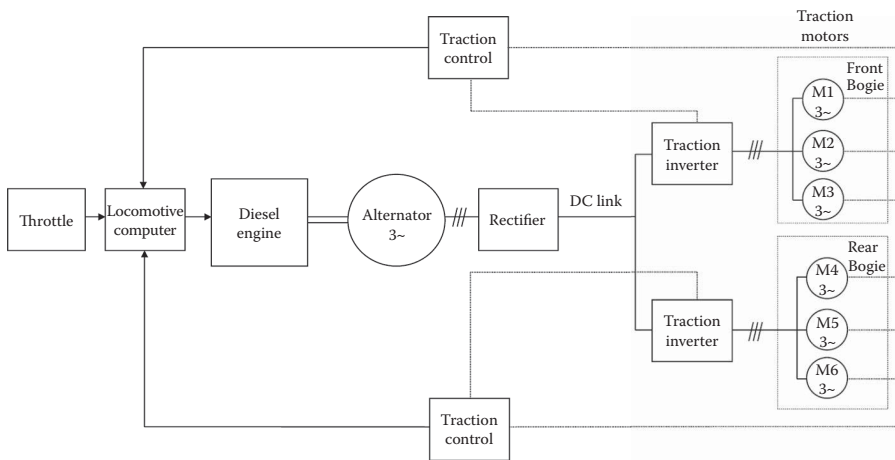 Traction
control
Traction
motors
Front
Bogie
M1
3~
M2
3~
M3
3~
Traction
inverter
Throttle
Locomotive
computer
Diesel
engine
Alternator
3~
Rectifier
DC link
Rear
Bogie
M4
3~
M5
3~
M6
3~
Traction
inverter
Traction
control